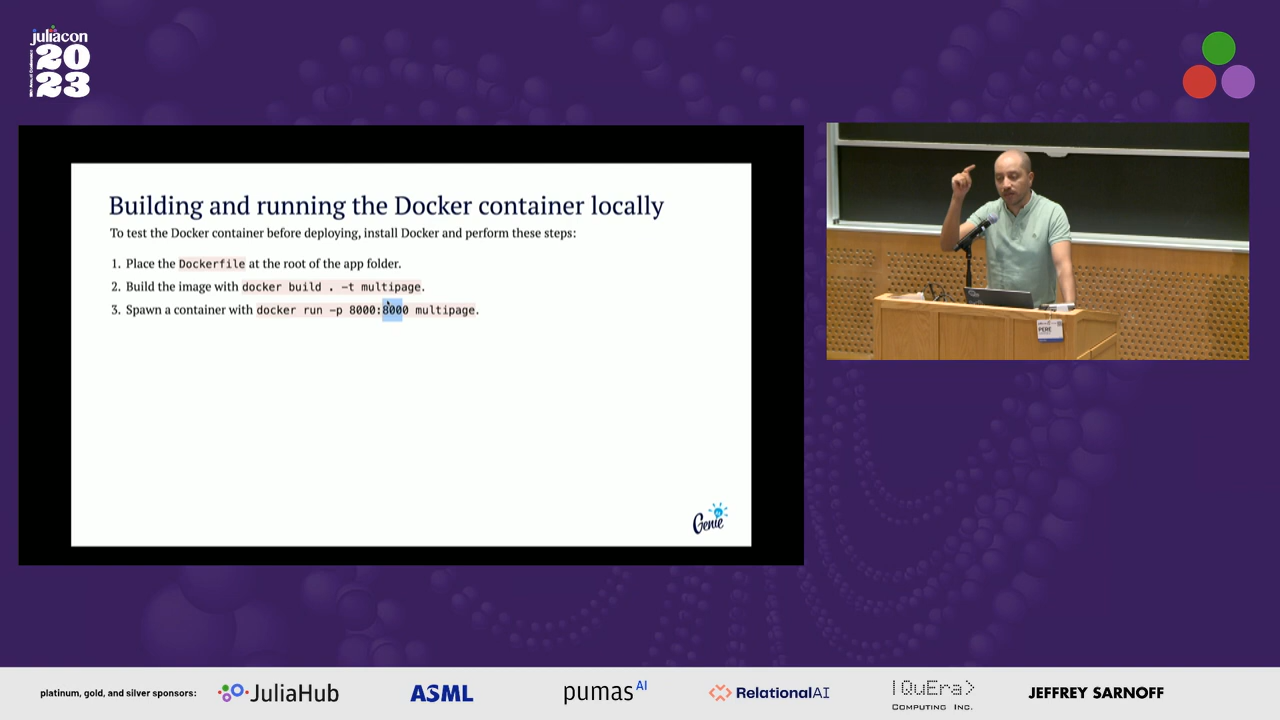 juliacon
20
23
Building and running the Docker container locally
To test the Docker container before deploying, install Docker and perform these steps:
1. Place the Dockerfile at the root of the app folder.
2. Build the image with docker build . -t multipage.
3. Spawn a container with docker run -p 8000:8000 multipage.
Genie
PERE
platinum, gold, and silver sponsors:
JuliaHub
ASML
pumas AI
RelationalAI
|QuEra>
COMPUTING INC.
JEFFREY SARNOFF